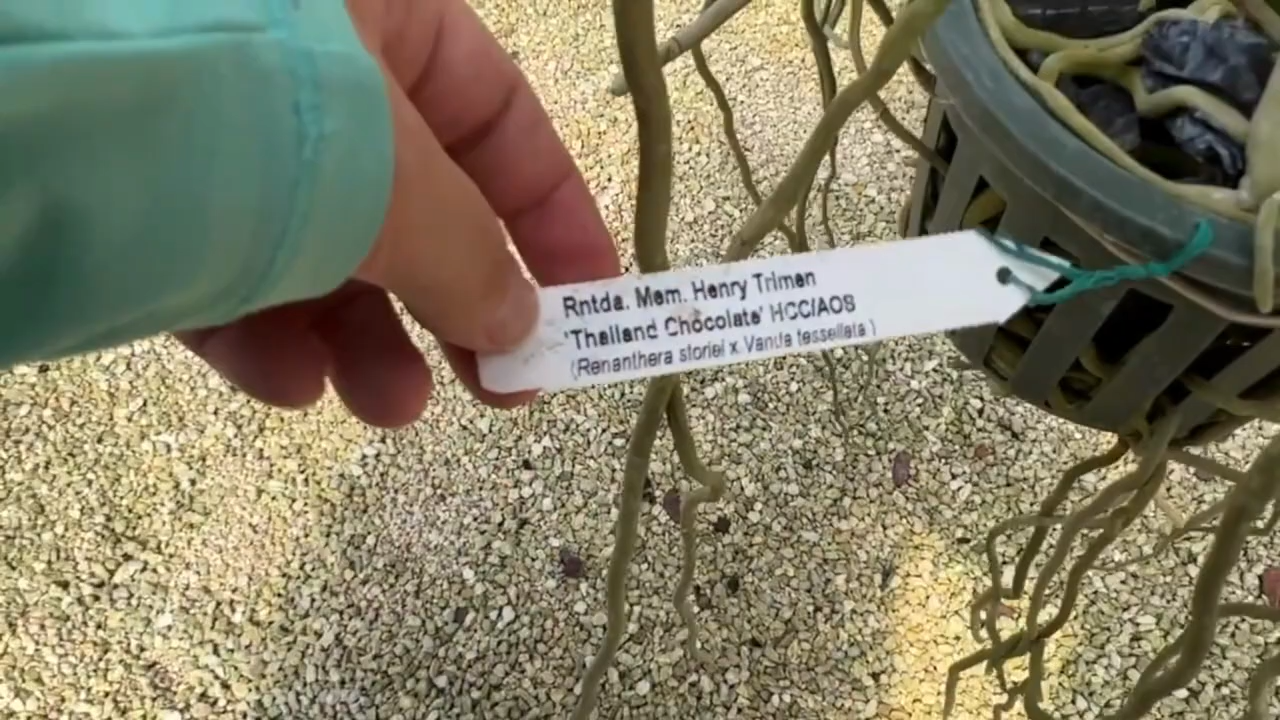 Rntda. Mem. Henry Trimen
'Thailand Chocolate' HCC/AOS
(Renanthera storiei x Vanda tessellata )